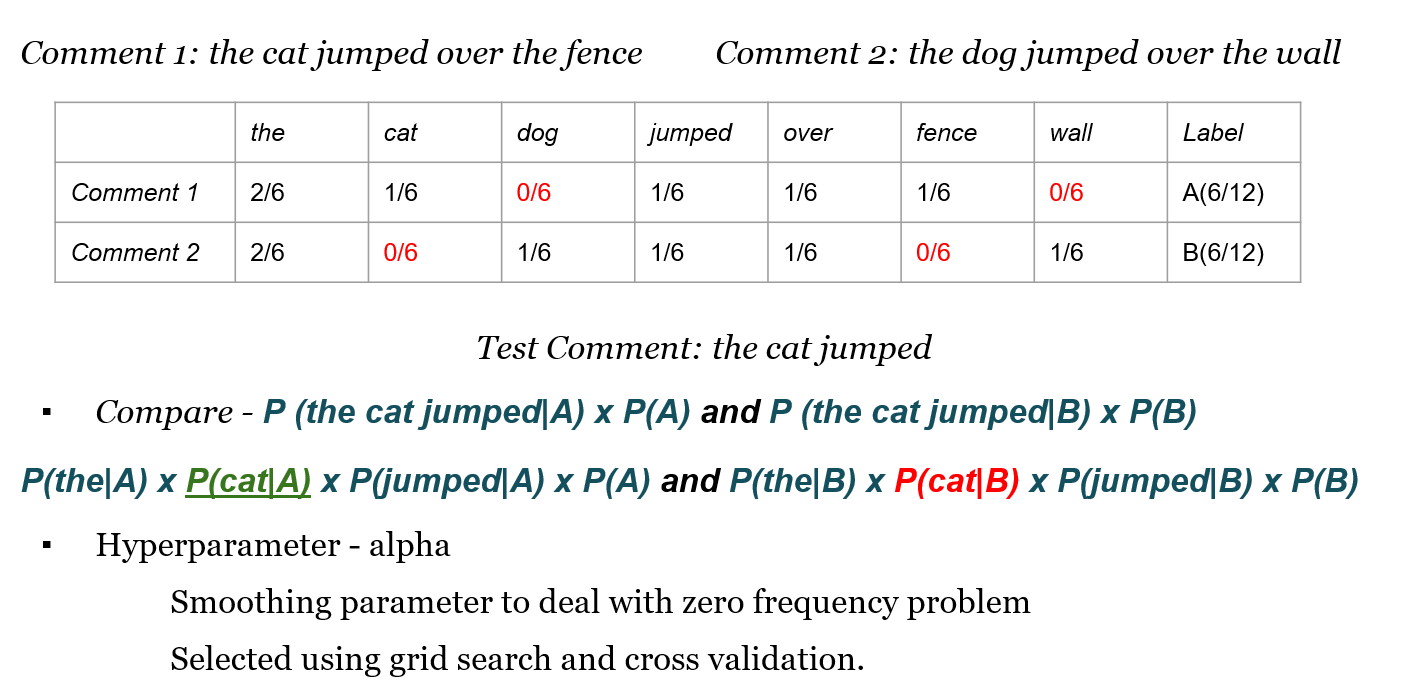 Comment 1: the cat jumped over the fence Comment 2: the dog jumped over the wall
the cat dog jumped over fence wall Label
Comment 1 2/6 1/6 0/6 1/6 1/6 1/6 0/6 A(6/12)
Comment 2 2/6 0/6 1/6 1/6 1/6 0/6 1/6 B(6/12)
Test Comment: the cat jumped
▪ Compare - P (the cat jumped|A) x P(A) and P (the cat jumped|B) x P(B)
P(the|A) x P(cat|A) x P(jumped|A) x P(A) and P(the|B) x P(cat|B) x P(jumped|B) x P(B)
▪ Hyperparameter - alpha
Smoothing parameter to deal with zero frequency problem
Selected using grid search and cross validation.